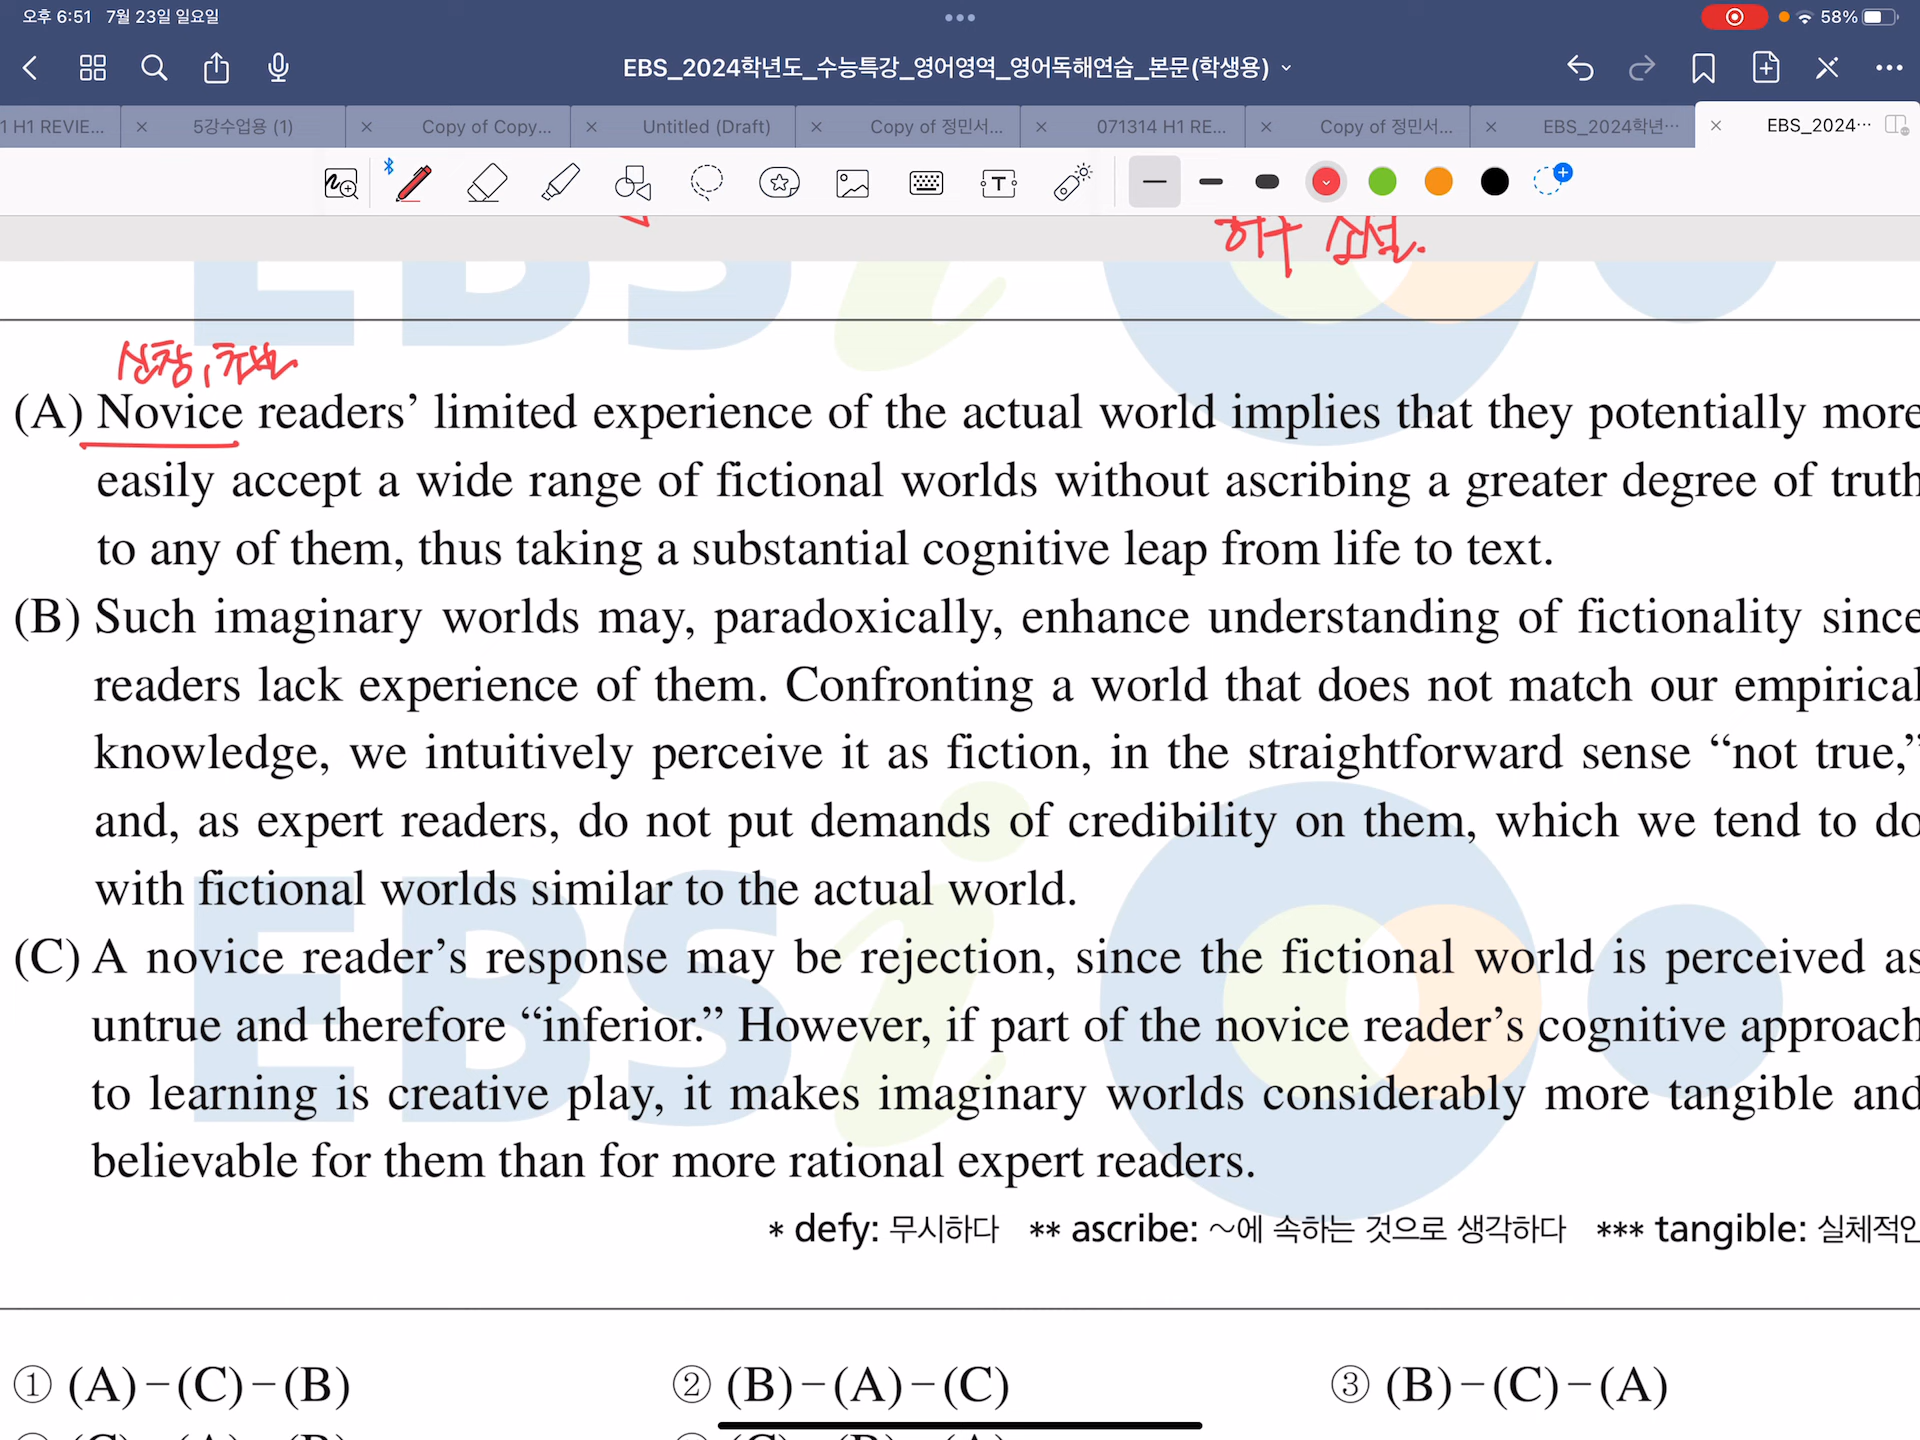 오후 6:51 7월 23일 일요일
58%
EBS_2024학년도_수능특강_영어영역_영어독해연습_본문(학생용)
1 H1 REVIE...
5강수업용 (1)
Copy of Copy...
Untitled (Draft)
Copy of 정민서...
071314 H1 RE...
Copy of 정민서...
EBS_2024학년...
EBS_2024...
허구 소설.
EBSi
(A) Novice readers’ limited experience of the actual world implies that they potentially more
easily accept a wide range of fictional worlds without ascribing a greater degree of truth
to any of them, thus taking a substantial cognitive leap from life to text.
(B) Such imaginary worlds may, paradoxically, enhance understanding of fictionality since
readers lack experience of them. Confronting a world that does not match our empirical
knowledge, we intuitively perceive it as fiction, in the straightforward sense “not true,”
and, as expert readers, do not put demands of credibility on them, which we tend to do
with fictional worlds similar to the actual world.
EBSi
(C) A novice reader’s response may be rejection, since the fictional world is perceived as
untrue and therefore “inferior.” However, if part of the novice reader’s cognitive approach
to learning is creative play, it makes imaginary worlds considerably more tangible and
believable for them than for more rational expert readers.
* defy: 무시하다 ** ascribe: ~에 속하는 것으로 생각하다 *** tangible: 실체적인
① (A)-(C)-(B) ② (B)-(A)-(C) ③ (B)-(C)-(A)